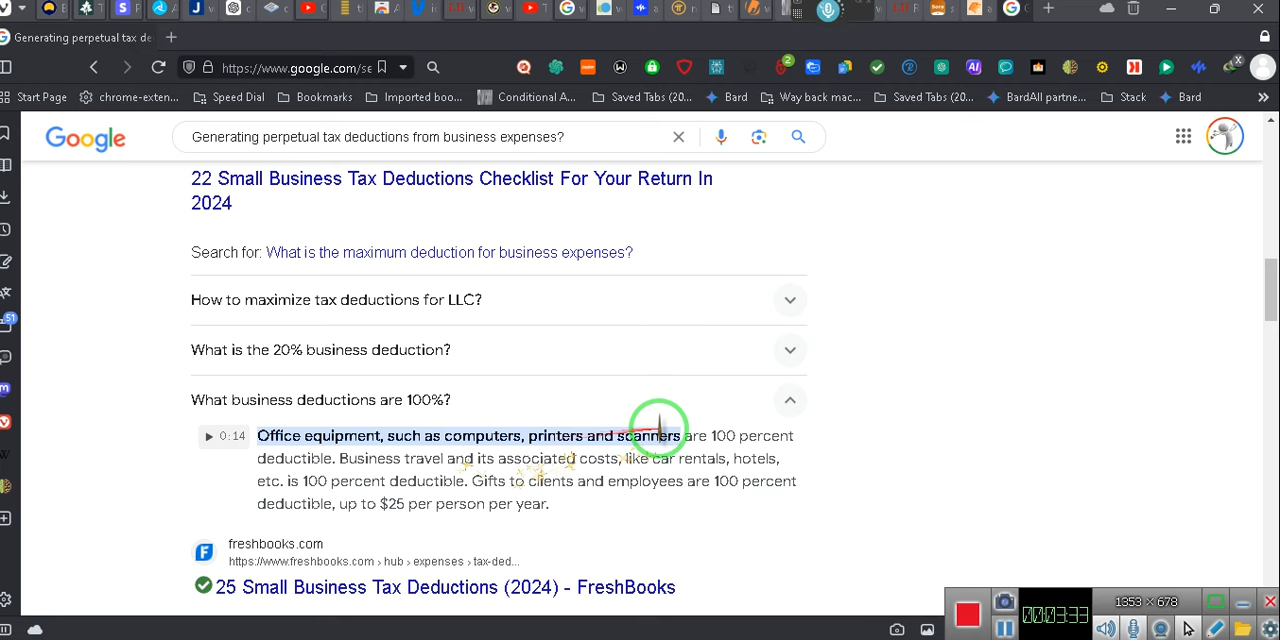 Generating perpetual tax de
https://www.google.com/se
Start Page
chrome-exten...
Speed Dial
Bookmarks
Imported boo...
Conditional A...
Saved Tabs (20...
Bard
Way back mac...
Saved Tabs (20...
BardAll partne...
Stack
Bard
Google
Generating perpetual tax deductions from business expenses?
22 Small Business Tax Deductions Checklist For Your Return In
2024
Search for: What is the maximum deduction for business expenses?
How to maximize tax deductions for LLC?
What is the 20% business deduction?
What business deductions are 100%?
0:14
Office equipment, such as computers, printers and scanners are 100 percent
deductible. Business travel and its associated costs, like car rentals, hotels,
etc. is 100 percent deductible. Gifts to clients and employees are 100 percent
deductible, up to $25 per person per year.
freshbooks.com
https://www.freshbooks.com › hub › expenses › tax-ded...
25 Small Business Tax Deductions (2024) - FreshBooks
1353 × 678
00:03:33